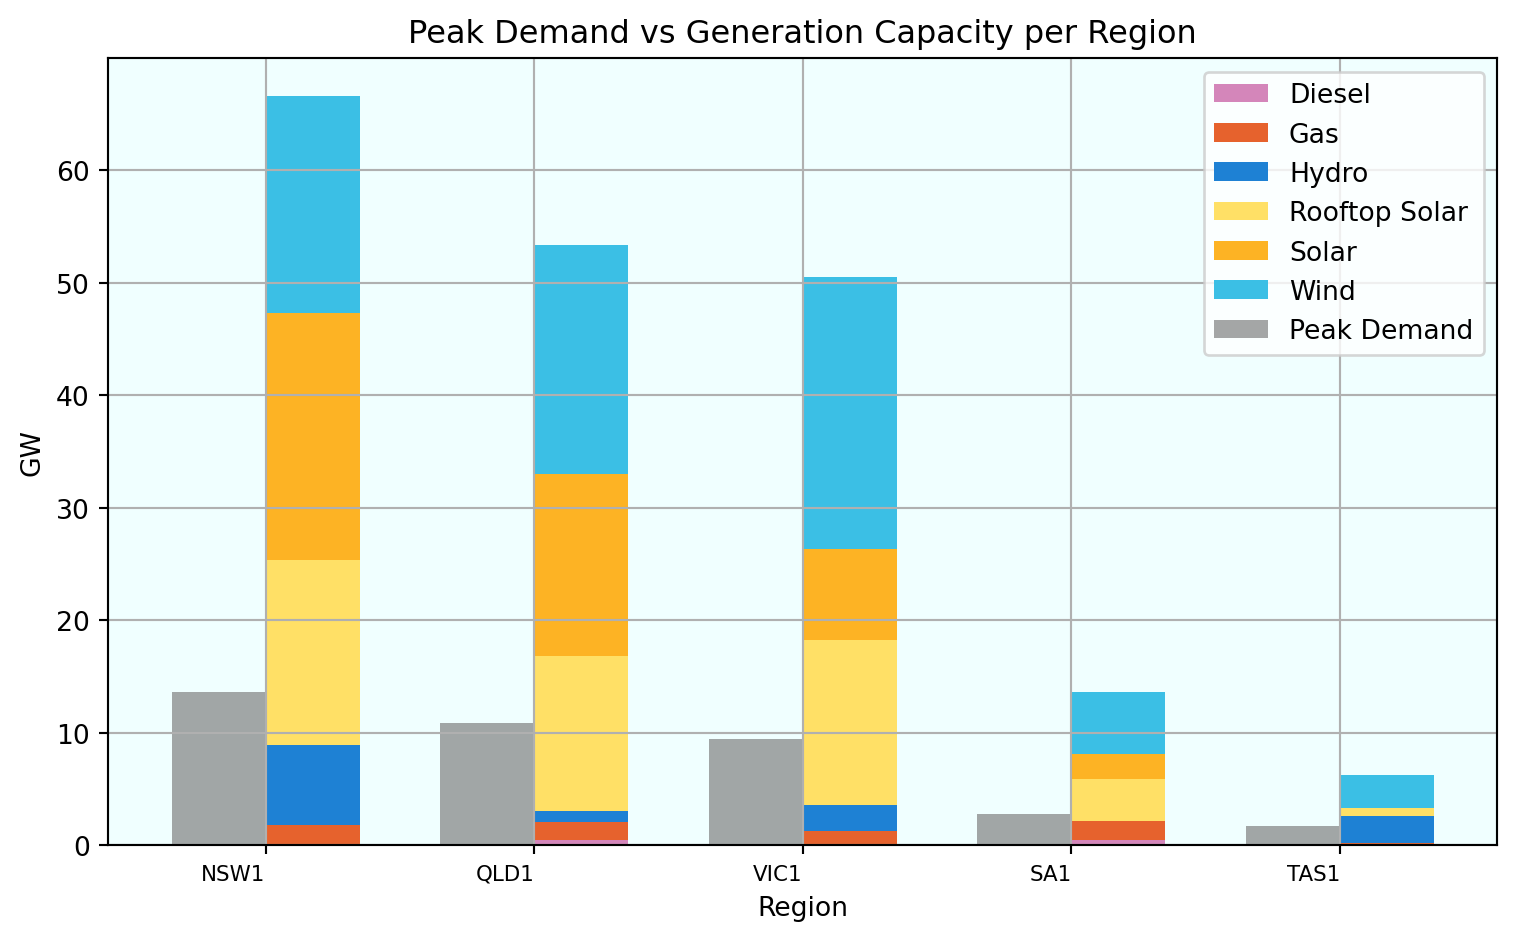 Peak Demand vs Generation Capacity per Region
Diesel
Gas
Hydro
Rooftop Solar
Solar
Wind
Peak Demand
60
50
40
30
20
10
0
GW
NSW1
QLD1
VIC1
SA1
TAS1
Region